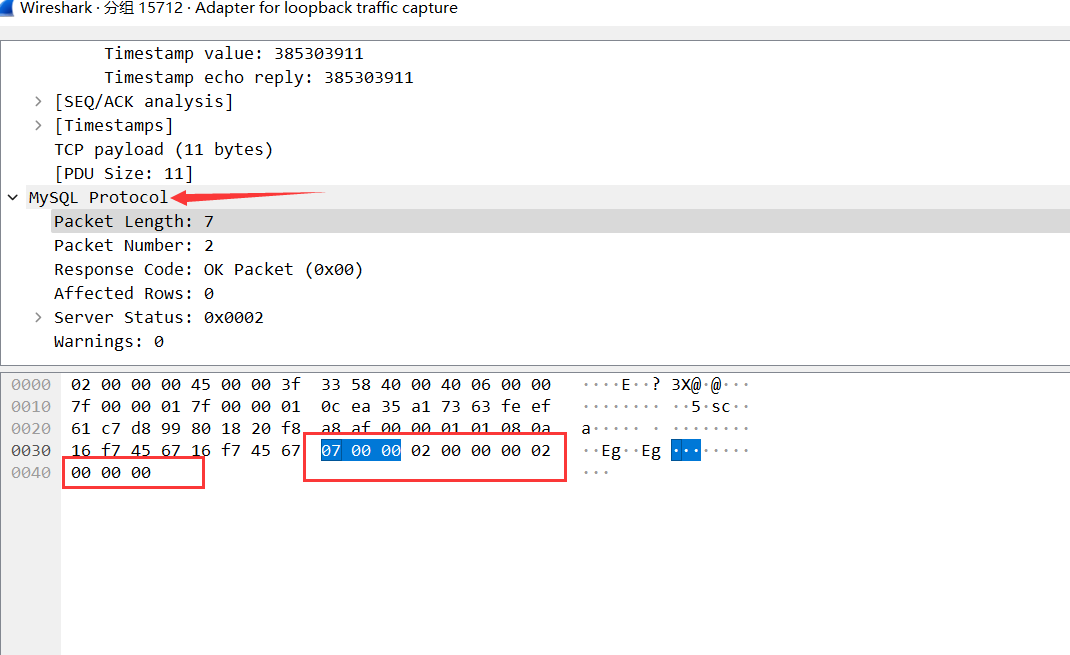 Wireshark · 分组 15712 · Adapter for loopback traffic capture
Timestamp value: 385303911
Timestamp echo reply: 385303911
[SEQ/ACK analysis]
[Timestamps]
TCP payload (11 bytes)
[PDU Size: 11]
MySQL Protocol
Packet Length: 7
Packet Number: 2
Response Code: OK Packet (0x00)
Affected Rows: 0
Server Status: 0x0002
Warnings: 0
0000 02 00 00 00 45 00 00 3f 33 58 40 00 40 06 00 00 ····E··? 3X@·@···
0010 7f 00 00 01 7f 00 00 01 0c ea 35 a1 73 63 fe ef ········ ··5·sc··
0020 61 c7 d8 99 80 18 20 f8 a8 af 00 00 01 01 08 0a a····· · ········
0030 16 f7 45 67 16 f7 45 67 07 00 00 02 00 00 00 02 ··Eg··Eg ········
0040 00 00 00 ···